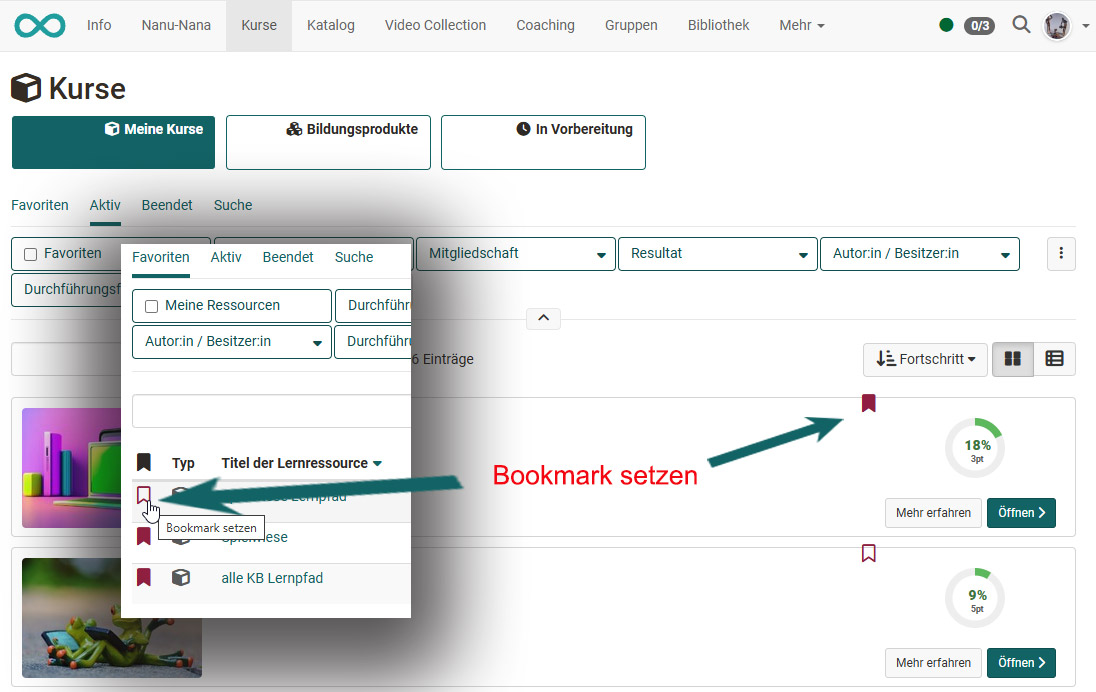 Info Nanu-Nana Kurse Katalog Video Collection Coaching Gruppen Bibliothek Mehr 0/3
Kurse
Meine Kurse Bildungsprodukte In Vorbereitung
Favoriten Aktiv Beendet Suche
Favoriten Mitgliedschaft Resultat Autor:in / Besitzer:in
Durchführungsf
6 Einträge Fortschritt
18%
3pt
Mehr erfahren Öffnen
9%
5pt
Mehr erfahren Öffnen
Favoriten Aktiv Beendet Suche
Meine Ressourcen Durchführ
Autor:in / Besitzer:in Durchführu
Typ Titel der Lernressource
Lernpfad
Bookmark setzen
Spielwiese
alle KB Lernpfad
Bookmark setzen